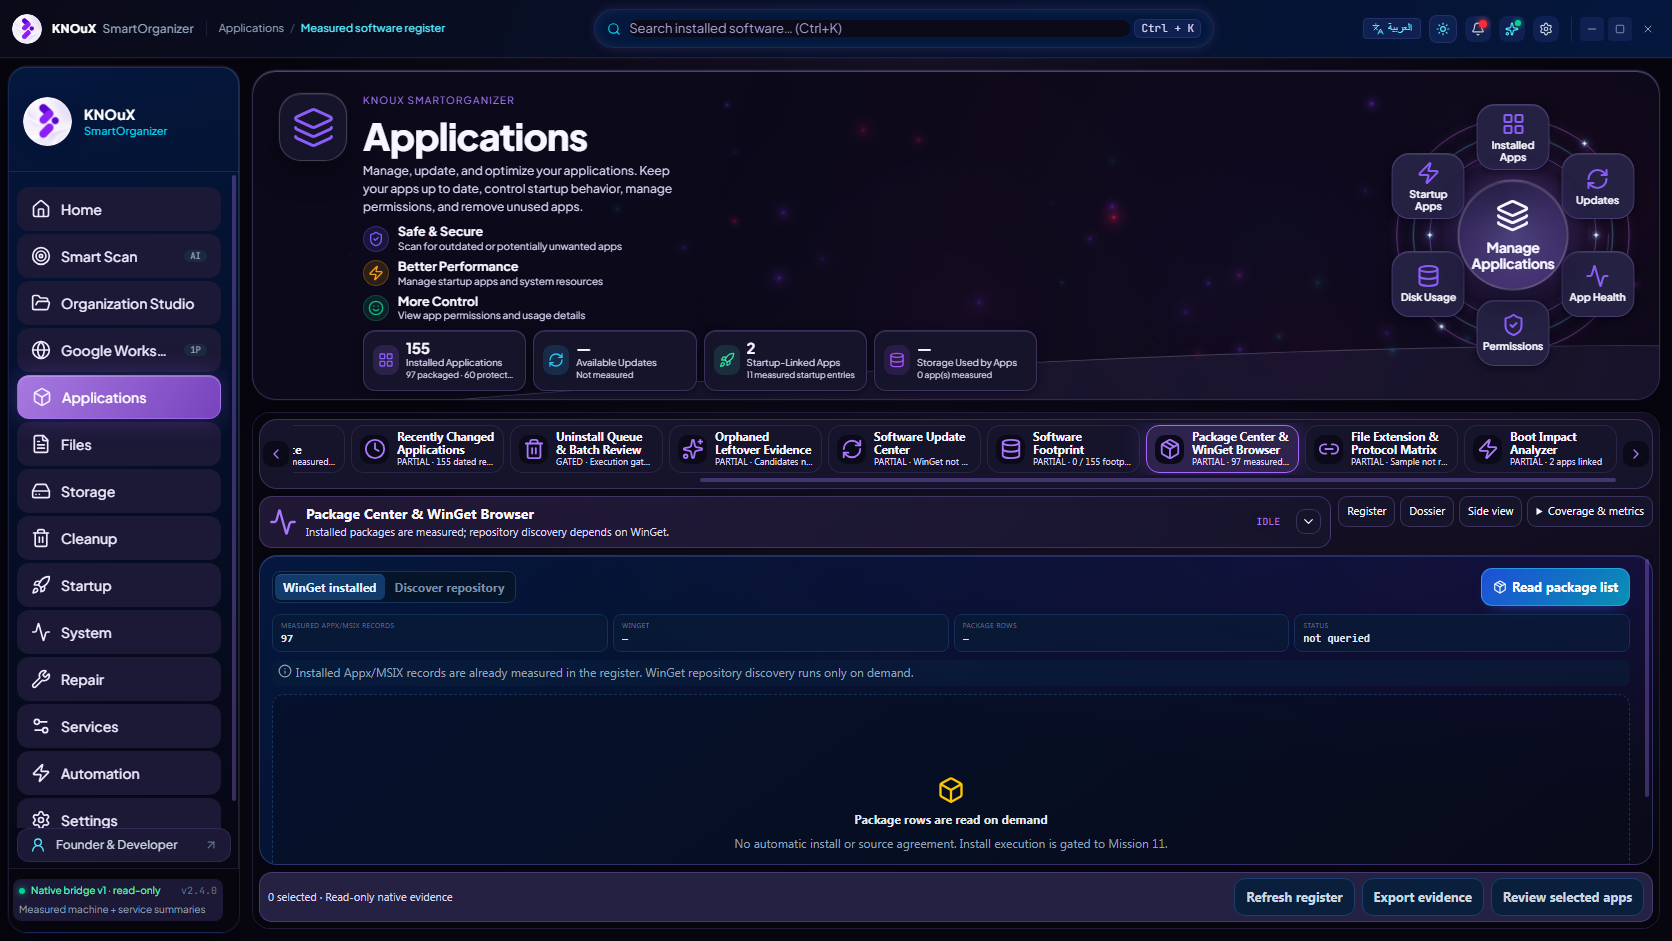 KNOuX SmartOrganizer
Applications / Measured software register
Search installed software... (Ctrl+K)
Ctrl + K
العربية
KNOuX
SmartOrganizer
Home
Smart Scan AI
Organization Studio
Google Works... 1P
Applications
Files
Storage
Cleanup
Startup
System
Repair
Services
Automation
Settings
Founder & Developer
Native bridge v1 · read-only v2.4.0
Measured machine + service summaries
KNOUX SMARTORGANIZER
Applications
Manage, update, and optimize your applications. Keep
your apps up to date, control startup behavior, manage
permissions, and remove unused apps.
Safe & Secure
Scan for outdated or potentially unwanted apps
Better Performance
Manage startup apps and system resources
More Control
View app permissions and usage details
155
Installed Applications
97 packaged · 60 protect...
—
Available Updates
Not measured
2
Startup-Linked Apps
11 measured startup entries
—
Storage Used by Apps
0 app(s) measured
Installed
Apps
Startup
Apps
Updates
Manage
Applications
Disk Usage
App Health
Permissions
:e
neasured...
Recently Changed
Applications
PARTIAL · 155 dated re...
Uninstall Queue
& Batch Review
GATED · Execution gat...
Orphaned
Leftover Evidence
PARTIAL · Candidates n...
Software Update
Center
PARTIAL · WinGet not ...
Software
Footprint
PARTIAL · 0 / 155 footp...
Package Center &
WinGet Browser
PARTIAL · 97 measured...
File Extension &
Protocol Matrix
PARTIAL · Sample not r...
Boot Impact
Analyzer
PARTIAL · 2 apps linked
Package Center & WinGet Browser
Installed packages are measured; repository discovery depends on WinGet.
IDLE
Register
Dossier
Side view
Coverage & metrics
WinGet installed
Discover repository
Read package list
MEASURED APPX/MSIX RECORDS
97
WINGET
—
PACKAGE ROWS
—
STATUS
not queried
Installed Appx/MSIX records are already measured in the register. WinGet repository discovery runs only on demand.
Package rows are read on demand
No automatic install or source agreement. Install execution is gated to Mission 11.
0 selected · Read-only native evidence
Refresh register
Export evidence
Review selected apps